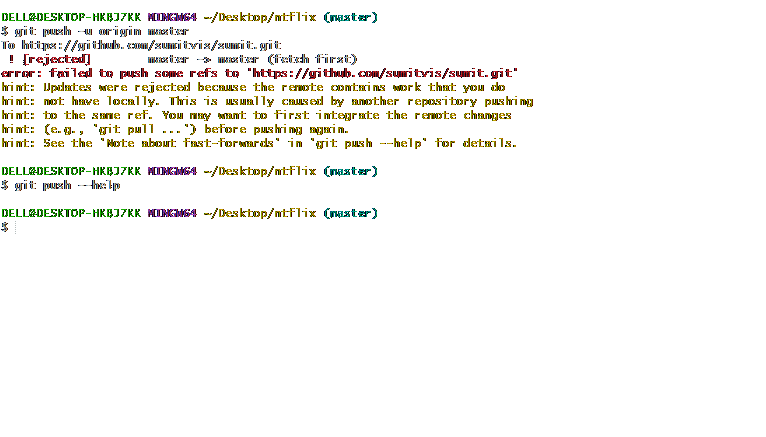 DELL@DESKTOP-HKBJ7KK MINGW64 ~/Desktop/mtflix (master)
$ git push -u origin master
To https://github.com/sumitvis/sumit.git
 ! [rejected]        master -> master (fetch first)
error: failed to push some refs to 'https://github.com/sumitvis/sumit.git'
hint: Updates were rejected because the remote contains work that you do
hint: not have locally. This is usually caused by another repository pushing
hint: to the same ref. You may want to first integrate the remote changes
hint: (e.g., 'git pull ...') before pushing again.
hint: See the 'Note about fast-forwards' in 'git push --help' for details.
DELL@DESKTOP-HKBJ7KK MINGW64 ~/Desktop/mtflix (master)
$ git push --help
DELL@DESKTOP-HKBJ7KK MINGW64 ~/Desktop/mtflix (master)
$